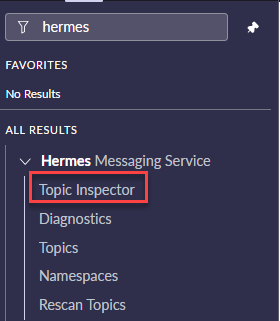 hermes
FAVORITES
No Results
ALL RESULTS
Hermes Messaging Service
Topic Inspector
Diagnostics
Topics
Namespaces
Rescan Topics